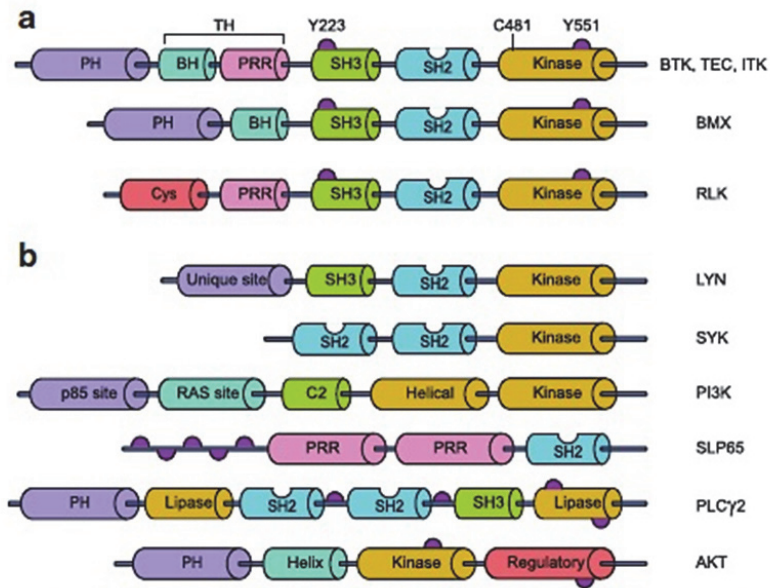 a
TH Y223 C481 Y551
PH BH PRR SH3 SH2 Kinase BTK, TEC, ITK
PH BH SH3 SH2 Kinase BMX
Cys PRR SH3 SH2 Kinase RLK
b
Unique site SH3 SH2 Kinase LYN
SH2 SH2 Kinase SYK
p85 site RAS site C2 Helical Kinase PI3K
PRR PRR SH2 SLP65
PH Lipase SH2 SH2 SH3 Lipase PLCγ2
PH Helix Kinase Regulatory AKT